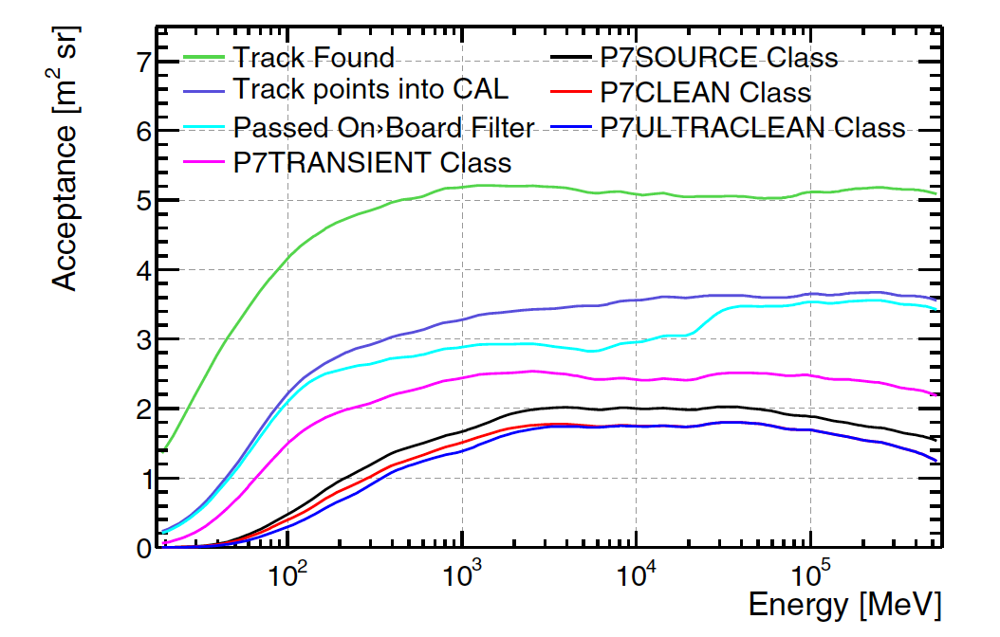 Acceptance [m² sr]
7
6
5
4
3
2
1
0
Track Found
Track points into CAL
Passed On›Board Filter
P7TRANSIENT Class
P7SOURCE Class
P7CLEAN Class
P7ULTRACLEAN Class
10² 10³ 10⁴ 10⁵
Energy [MeV]